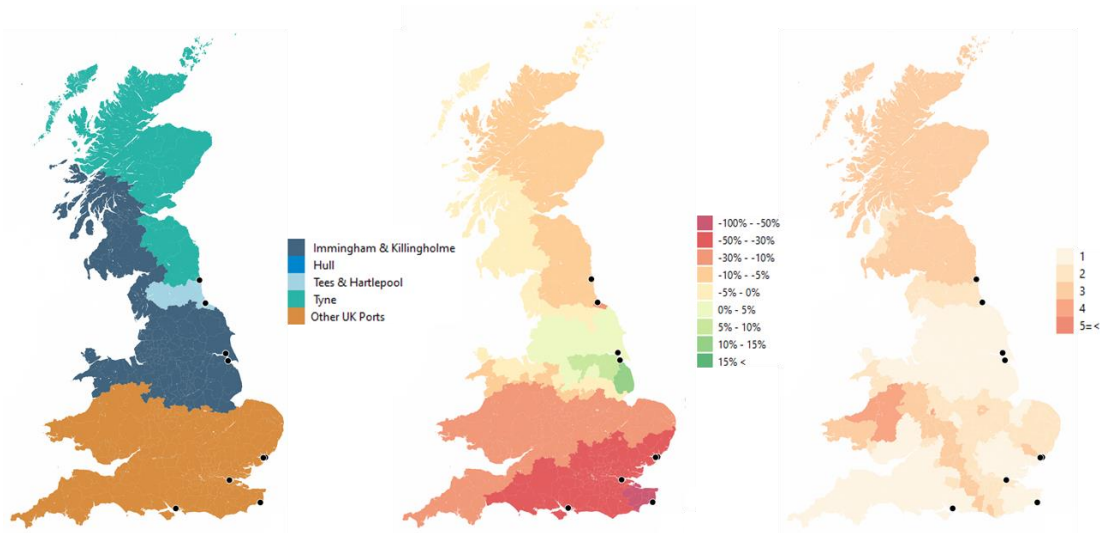 Immingham & Killingholme
Hull
Tees & Hartlepool
Tyne
Other UK Ports
-100% - -50%
-50% - -30%
-30% - -10%
-10% - -5%
-5% - 0%
0% - 5%
5% - 10%
10% - 15%
15% <
1
2
3
4
5= <